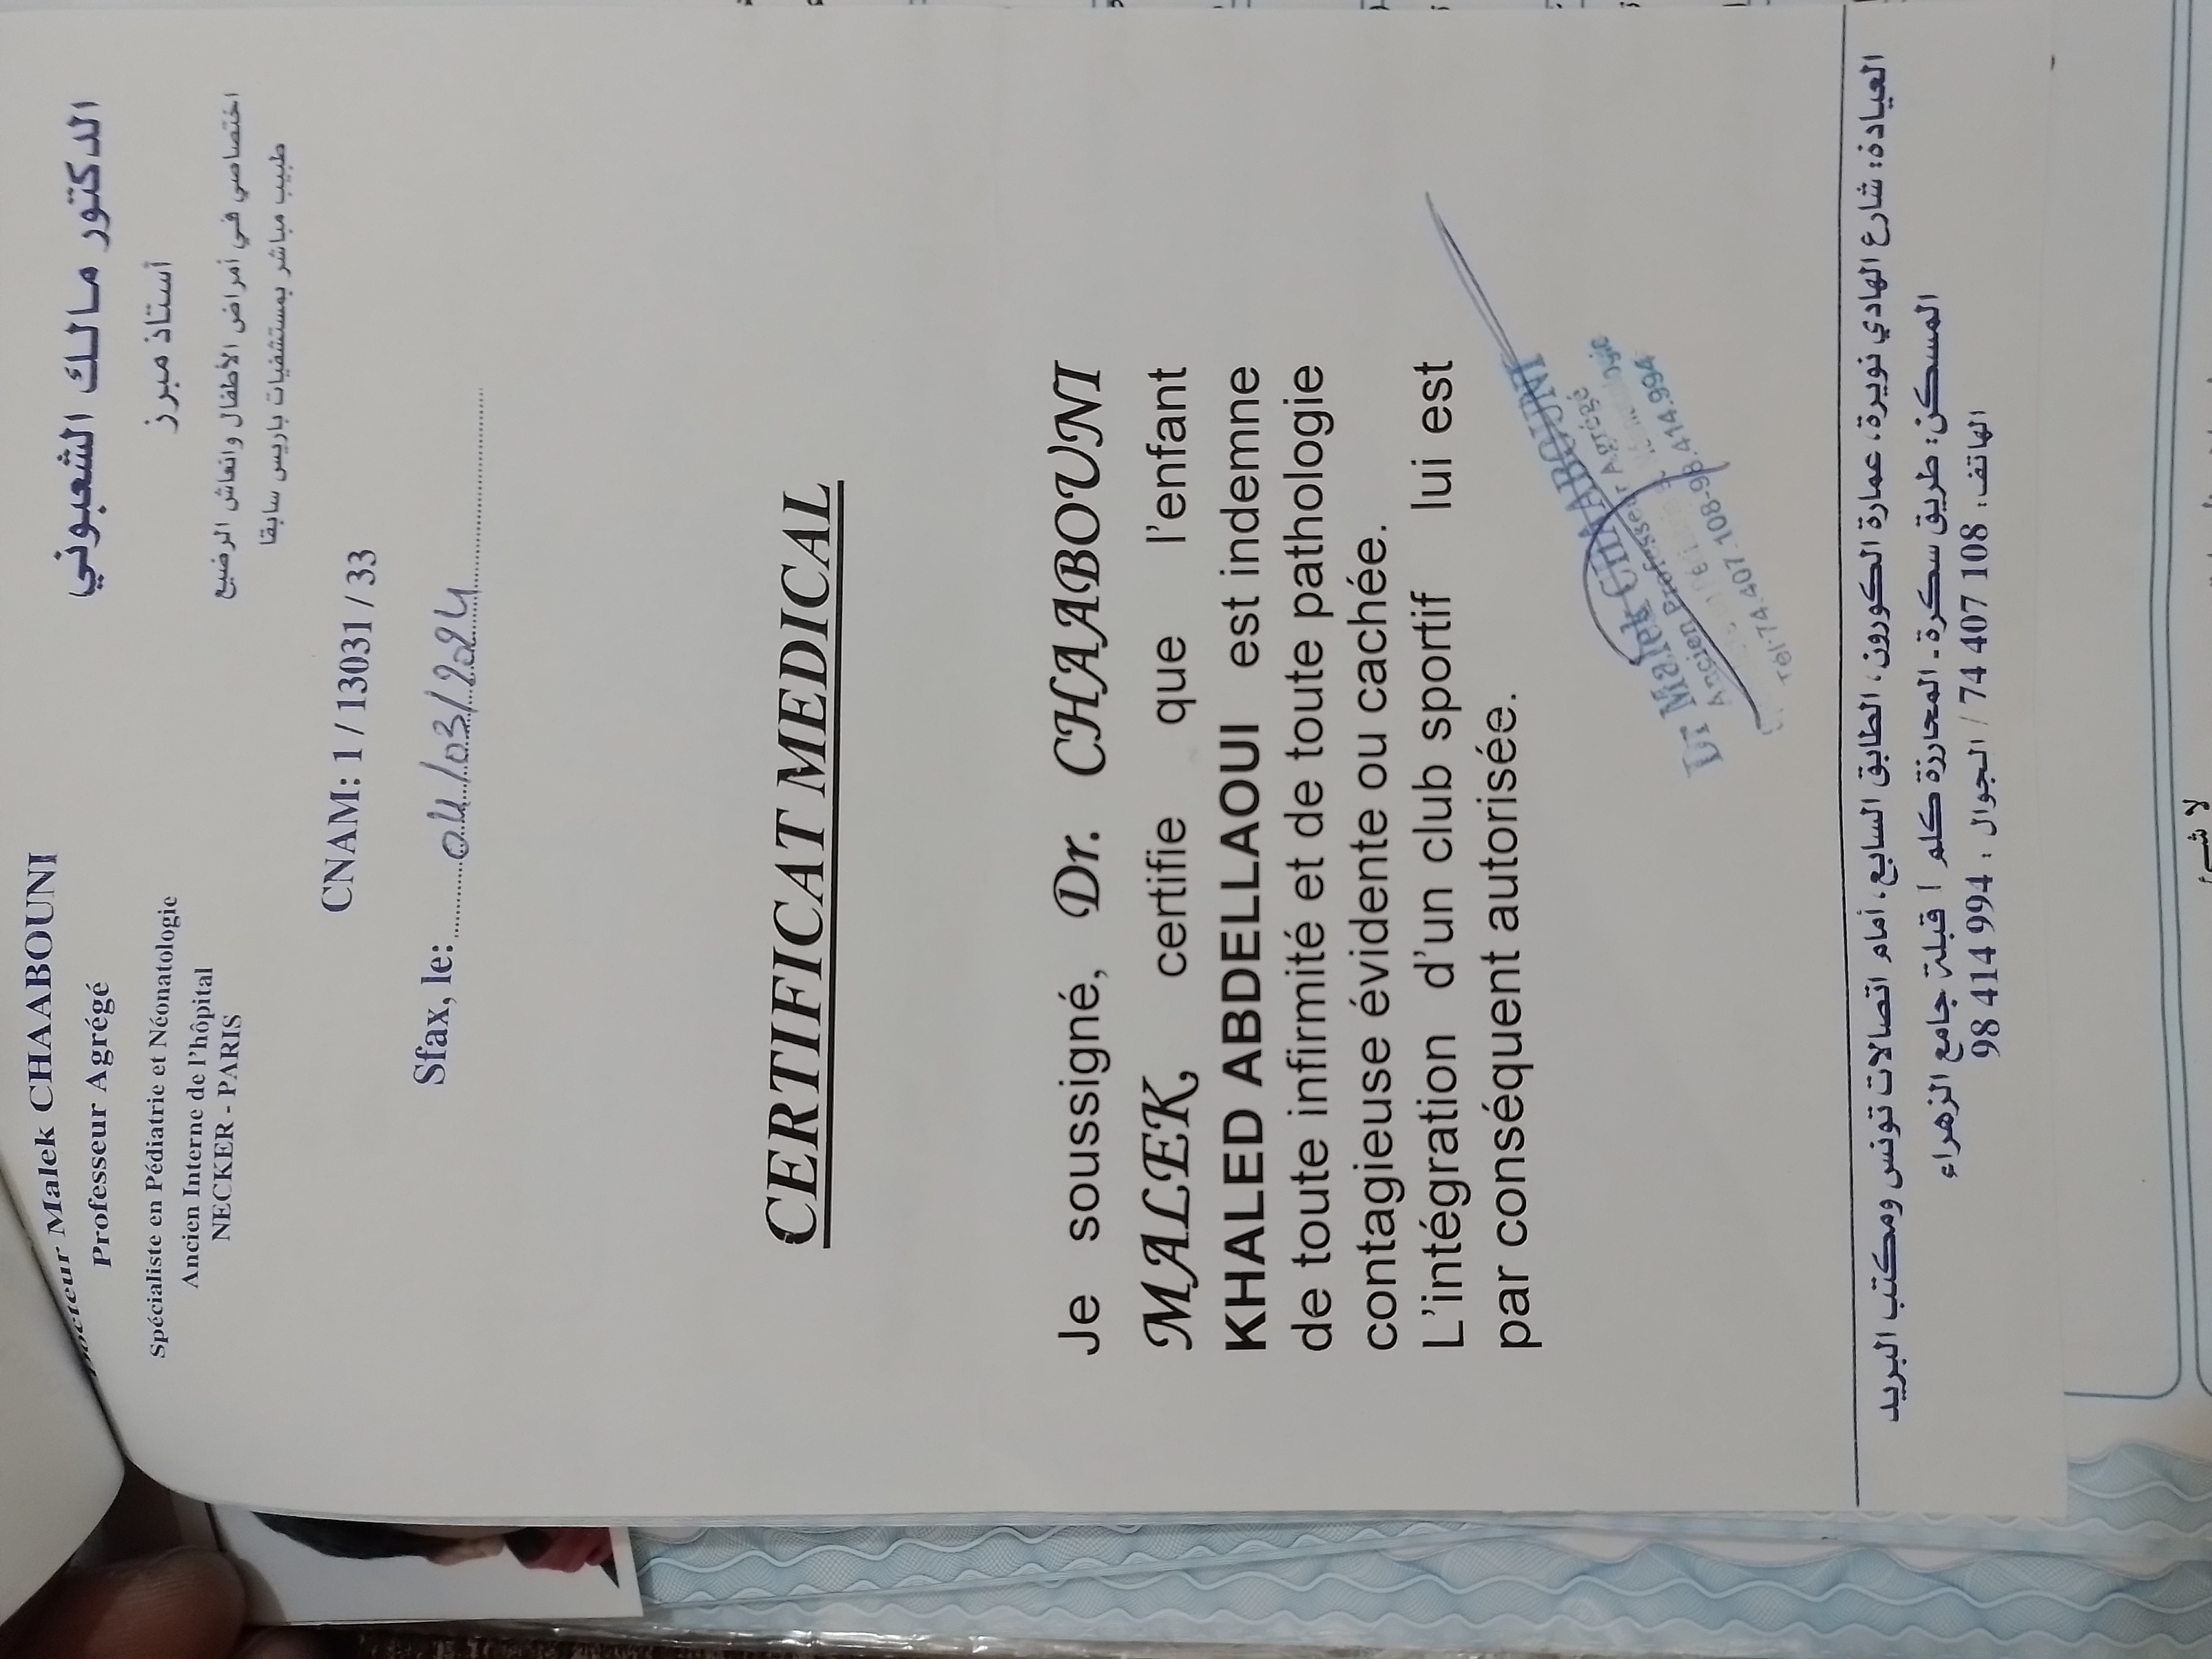 Docteur Malek CHAABOUNI
Professeur Agrégé
Spécialiste en Pédiatrie et Néonatologie
Ancien Interne de l'hôpital
NECKER - PARIS
الدكتور مالك الشعبوني
أستاذ مبرز
اختصاصي في أمراض الأطفال وانعاش الرضيع
طبيب مباشر بمستشفيات باريس سابقا
CNAM: 1 / 13031 / 33
Sfax, le: 04/03/2024
CERTIFICAT MEDICAL
Je soussigné, Dr. CHAABOUNI
MALEK, certifie que l'enfant
KHALED ABDELLAOUI est indemne
de toute infirmité et de toute pathologie
contagieuse évidente ou cachée.
L'intégration d'un club sportif lui est
par conséquent autorisée.
Dr Malek CHAABOUNI
Ancien Professeur Agrégé
Tél:74.407.108-98.414.994
العيادة: شارع الهادي نويرة، عمارة الكورون، الطابق السابع، أمام اتصالات تونس ومكتب البريد
المسكن: طريق سكرة - المحارزة كلم 1 قبلة جامع الزهراء
الهاتف: 108 407 74 / الجوال: 994 414 98
لا شيء